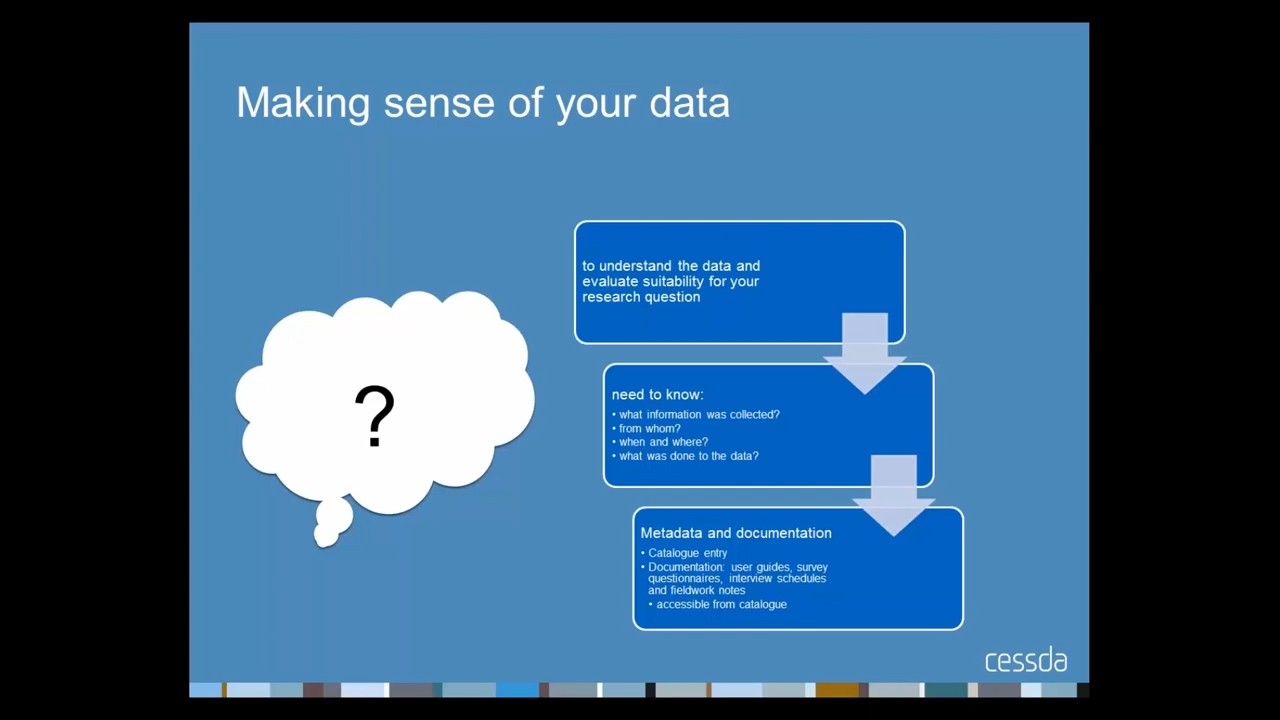 Making sense of your data
?
to understand the data and
evaluate suitability for your
research question
need to know:
• what information was collected?
• from whom?
• when and where?
• what was done to the data?
Metadata and documentation
• Catalogue entry
• Documentation: user guides, survey
questionnaires, interview schedules
and fieldwork notes
• accessible from catalogue
cessda